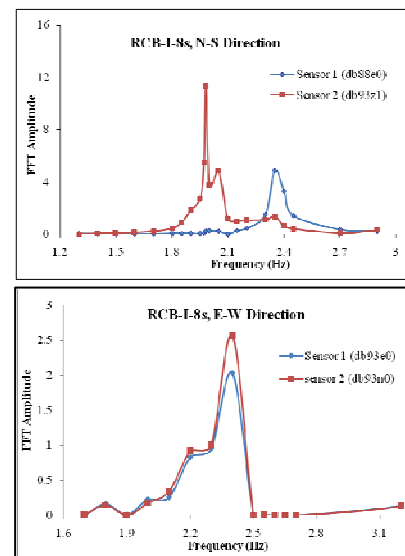 RCB-I-8s, N-S Direction
16
12
8
4
0
FFT Amplitude
Sensor 1 (db88e0)
Sensor 2 (db93z1)
1.2
1.5
1.8
2.1
2.4
2.7
3
Frequency (Hz)
RCB-I-8s, E-W Direction
3
2.5
2
1.5
1
0.5
0
FFT Amplitude
Sensor 1 (db93e0)
sensor 2 (db93n0)
1.6
1.9
2.2
2.5
2.8
3.1
Frequency (Hz)